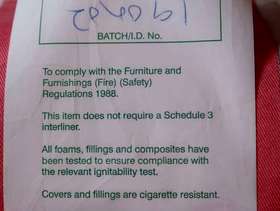 BATCH/I.D. No.
To comply with the Furniture and
Furnishings (Fire) (Safety)
Regulations 1988.
This item does not require a Schedule 3
interliner.
All foams, fillings and composites have
been tested to ensure compliance with
the relevant ignitability test.
Covers and fillings are cigarette resistant.